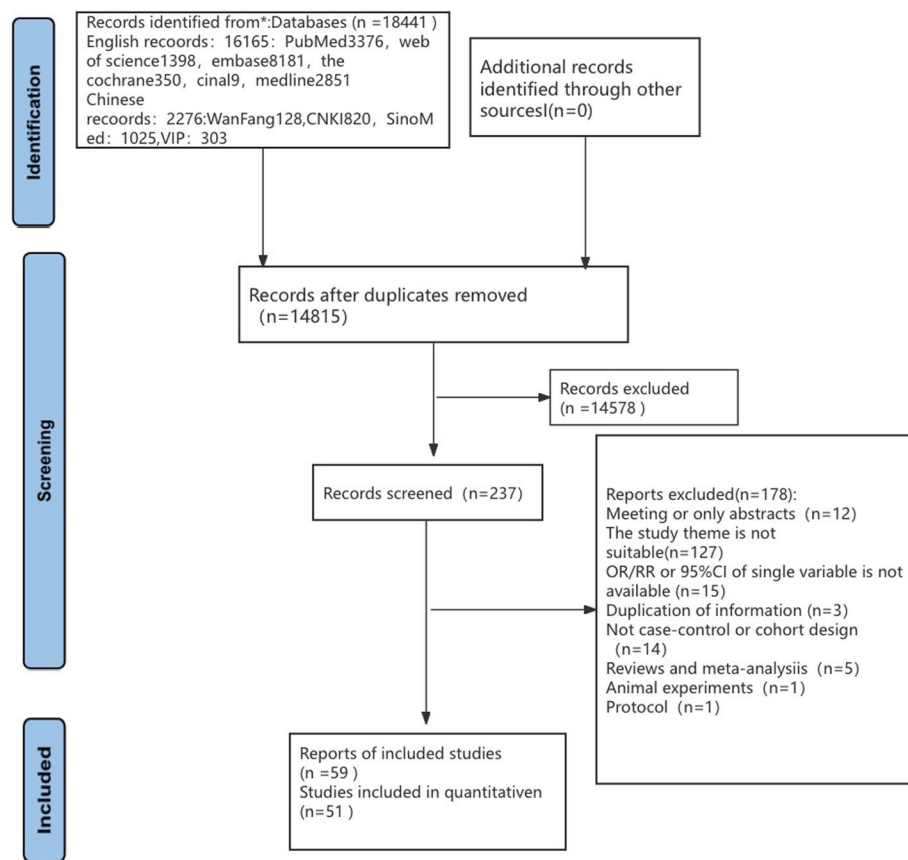 Identification
Records identified from*:Databases (n =18441 )
English recoords：16165：PubMed3376，web
of science1398，embase8181，the
cochrane350，cinal9，medline2851
Chinese
recoords：2276:WanFang128,CNKI820，SinoM
ed：1025,VIP：303
Additional records
identified through other
sourcesl(n=0)
Screening
Records after duplicates removed
（n=14815)
Records excluded
(n =14578 )
Records screened（n=237)
Reports excluded(n=178):
Meeting or only abstracts（n=12)
The study theme is not
suitable(n=127)
OR/RR or 95%CI of single variable is not
available（n=15)
Duplication of information（n=3)
Not case-control or cohort design
（n=14)
Reviews and meta-analysiis（n=5)
Animal experiments（n=1)
Protocol（n=1)
Included
Reports of included studies
(n =59 )
Studies included in quantitativen
(n=51 )